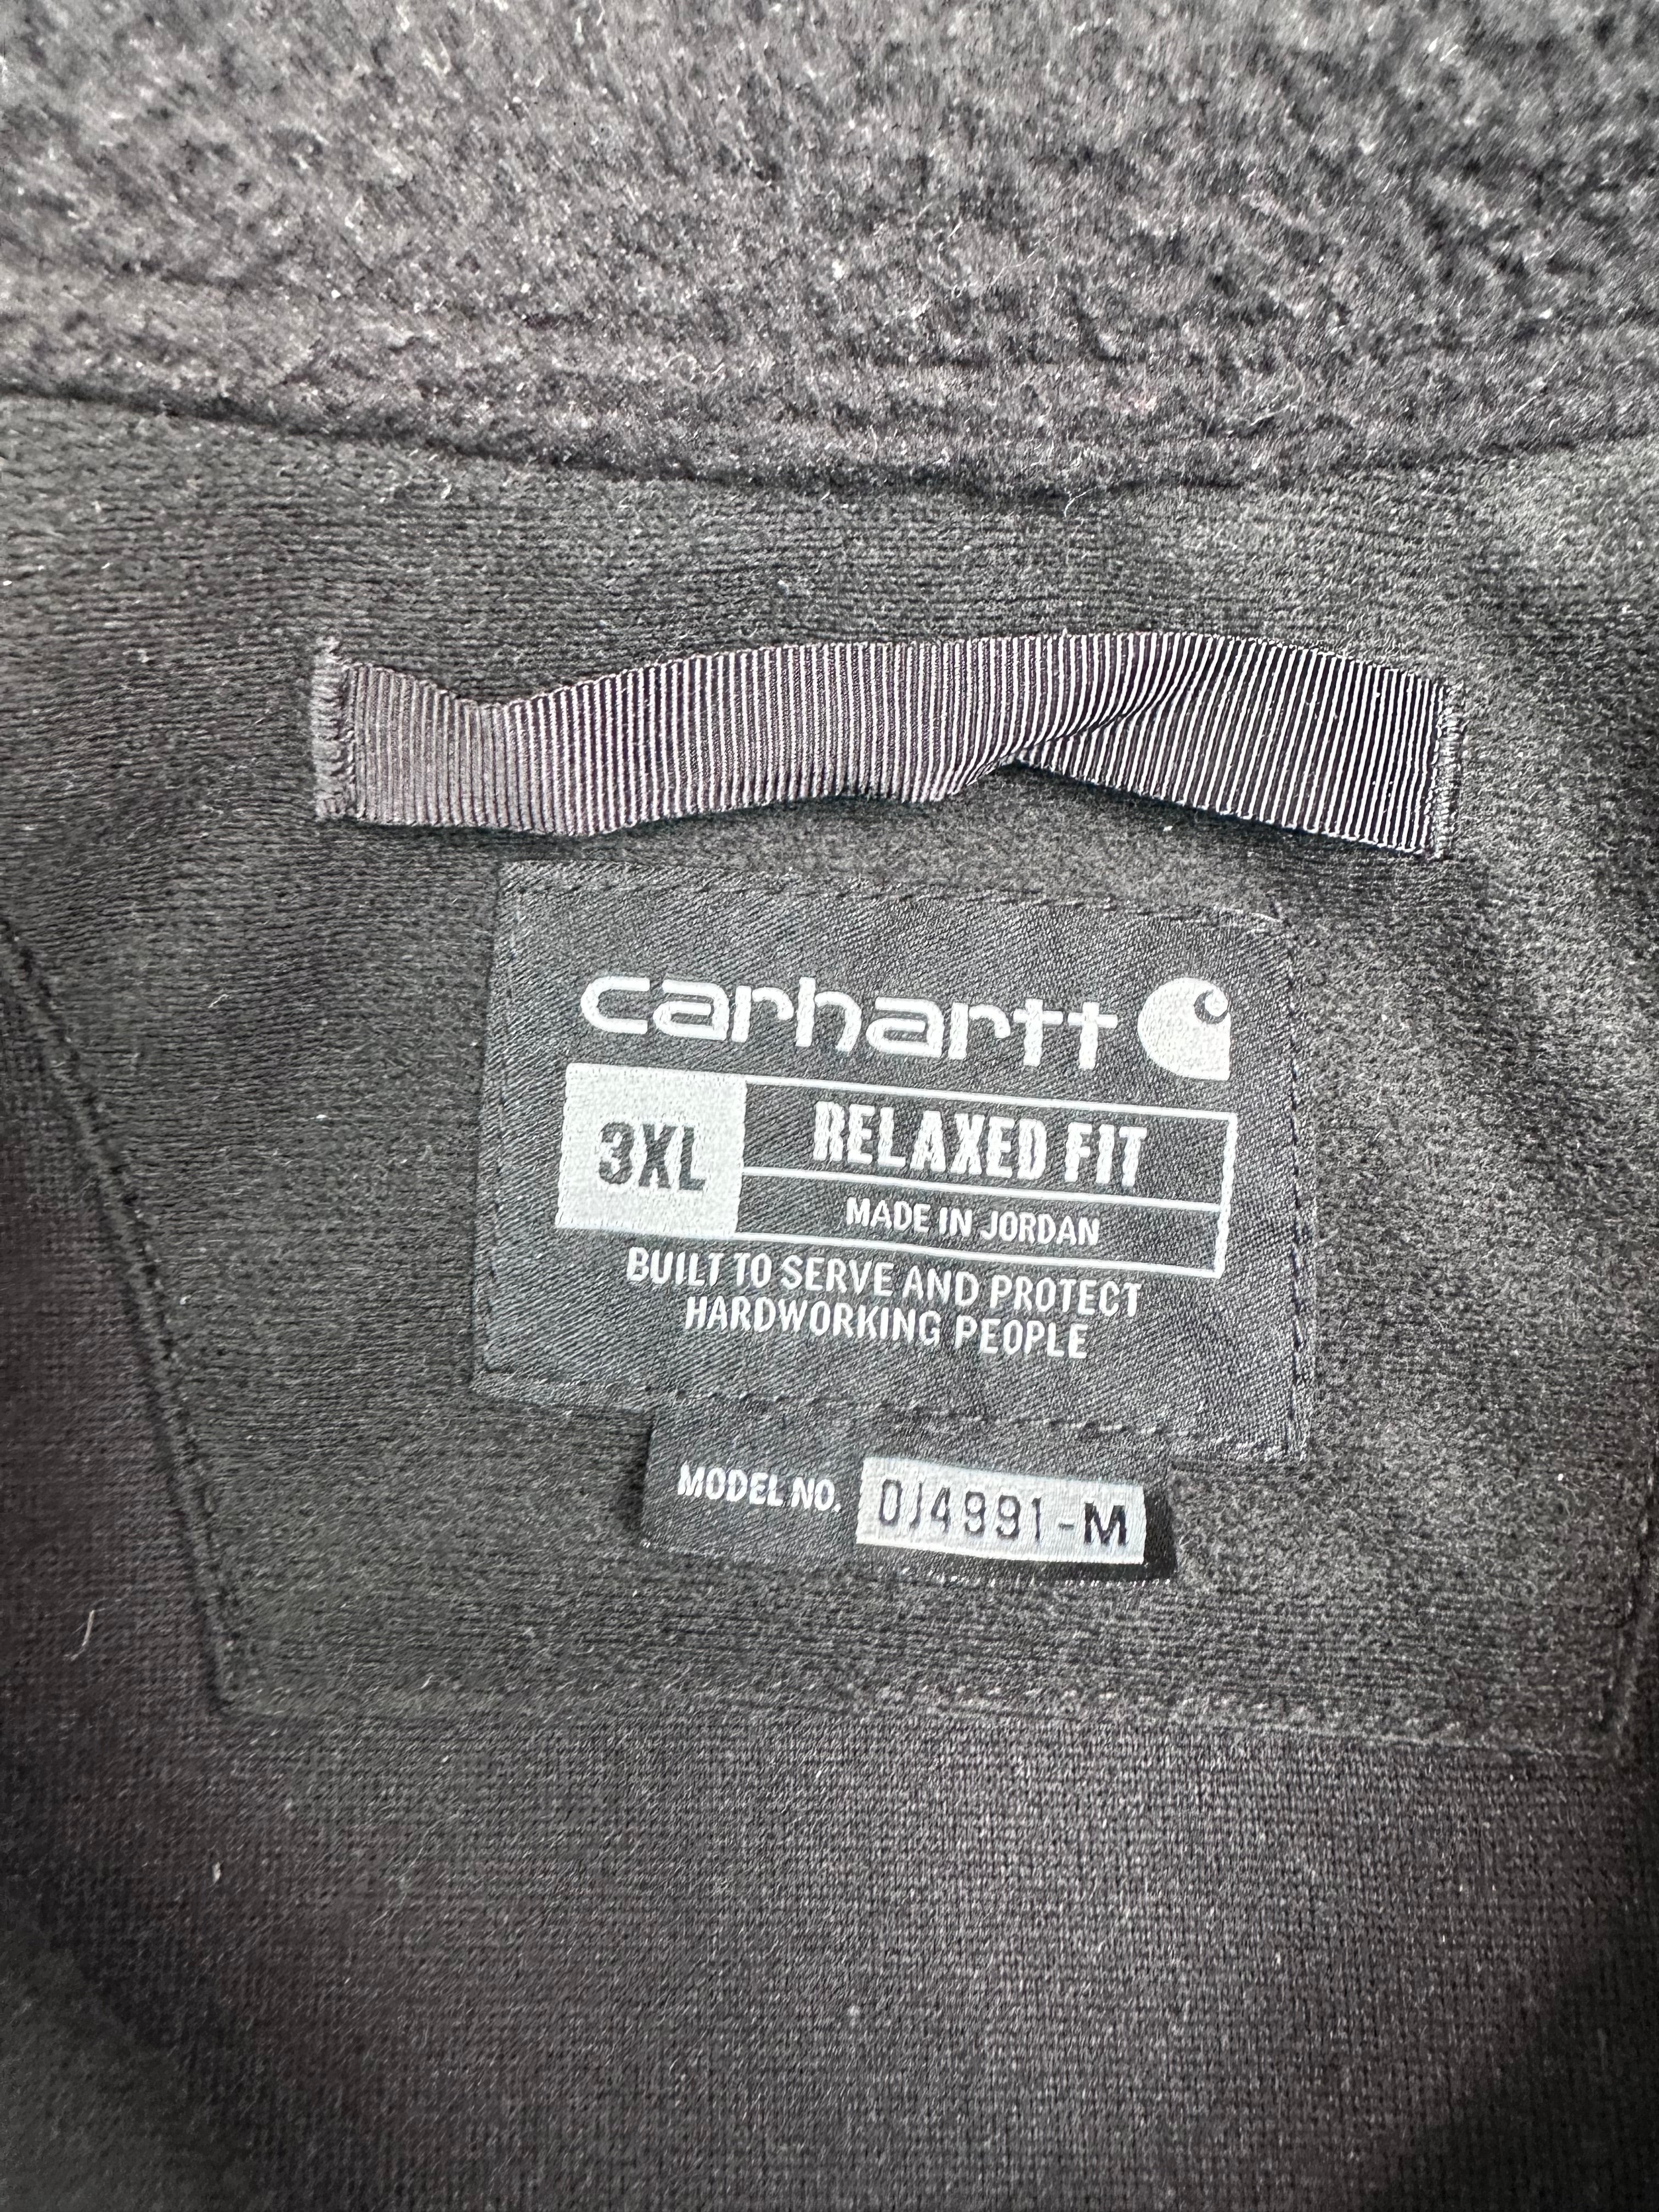 carhartt
3XL
RELAXED FIT
MADE IN JORDAN
BUILT TO SERVE AND PROTECT
HARDWORKING PEOPLE
MODEL NO. OJ4991-M